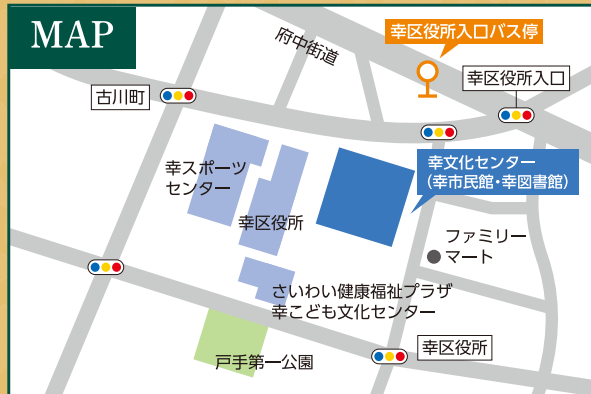 MAP
府中街道
幸区役所入口バス停
幸区役所入口
古川町
幸スポーツ
センター
幸区役所
幸文化センター
(幸市民館・幸図書館)
ファミリー
マート
さいわい健康福祉プラザ
幸こども文化センター
幸区役所
戸手第一公園